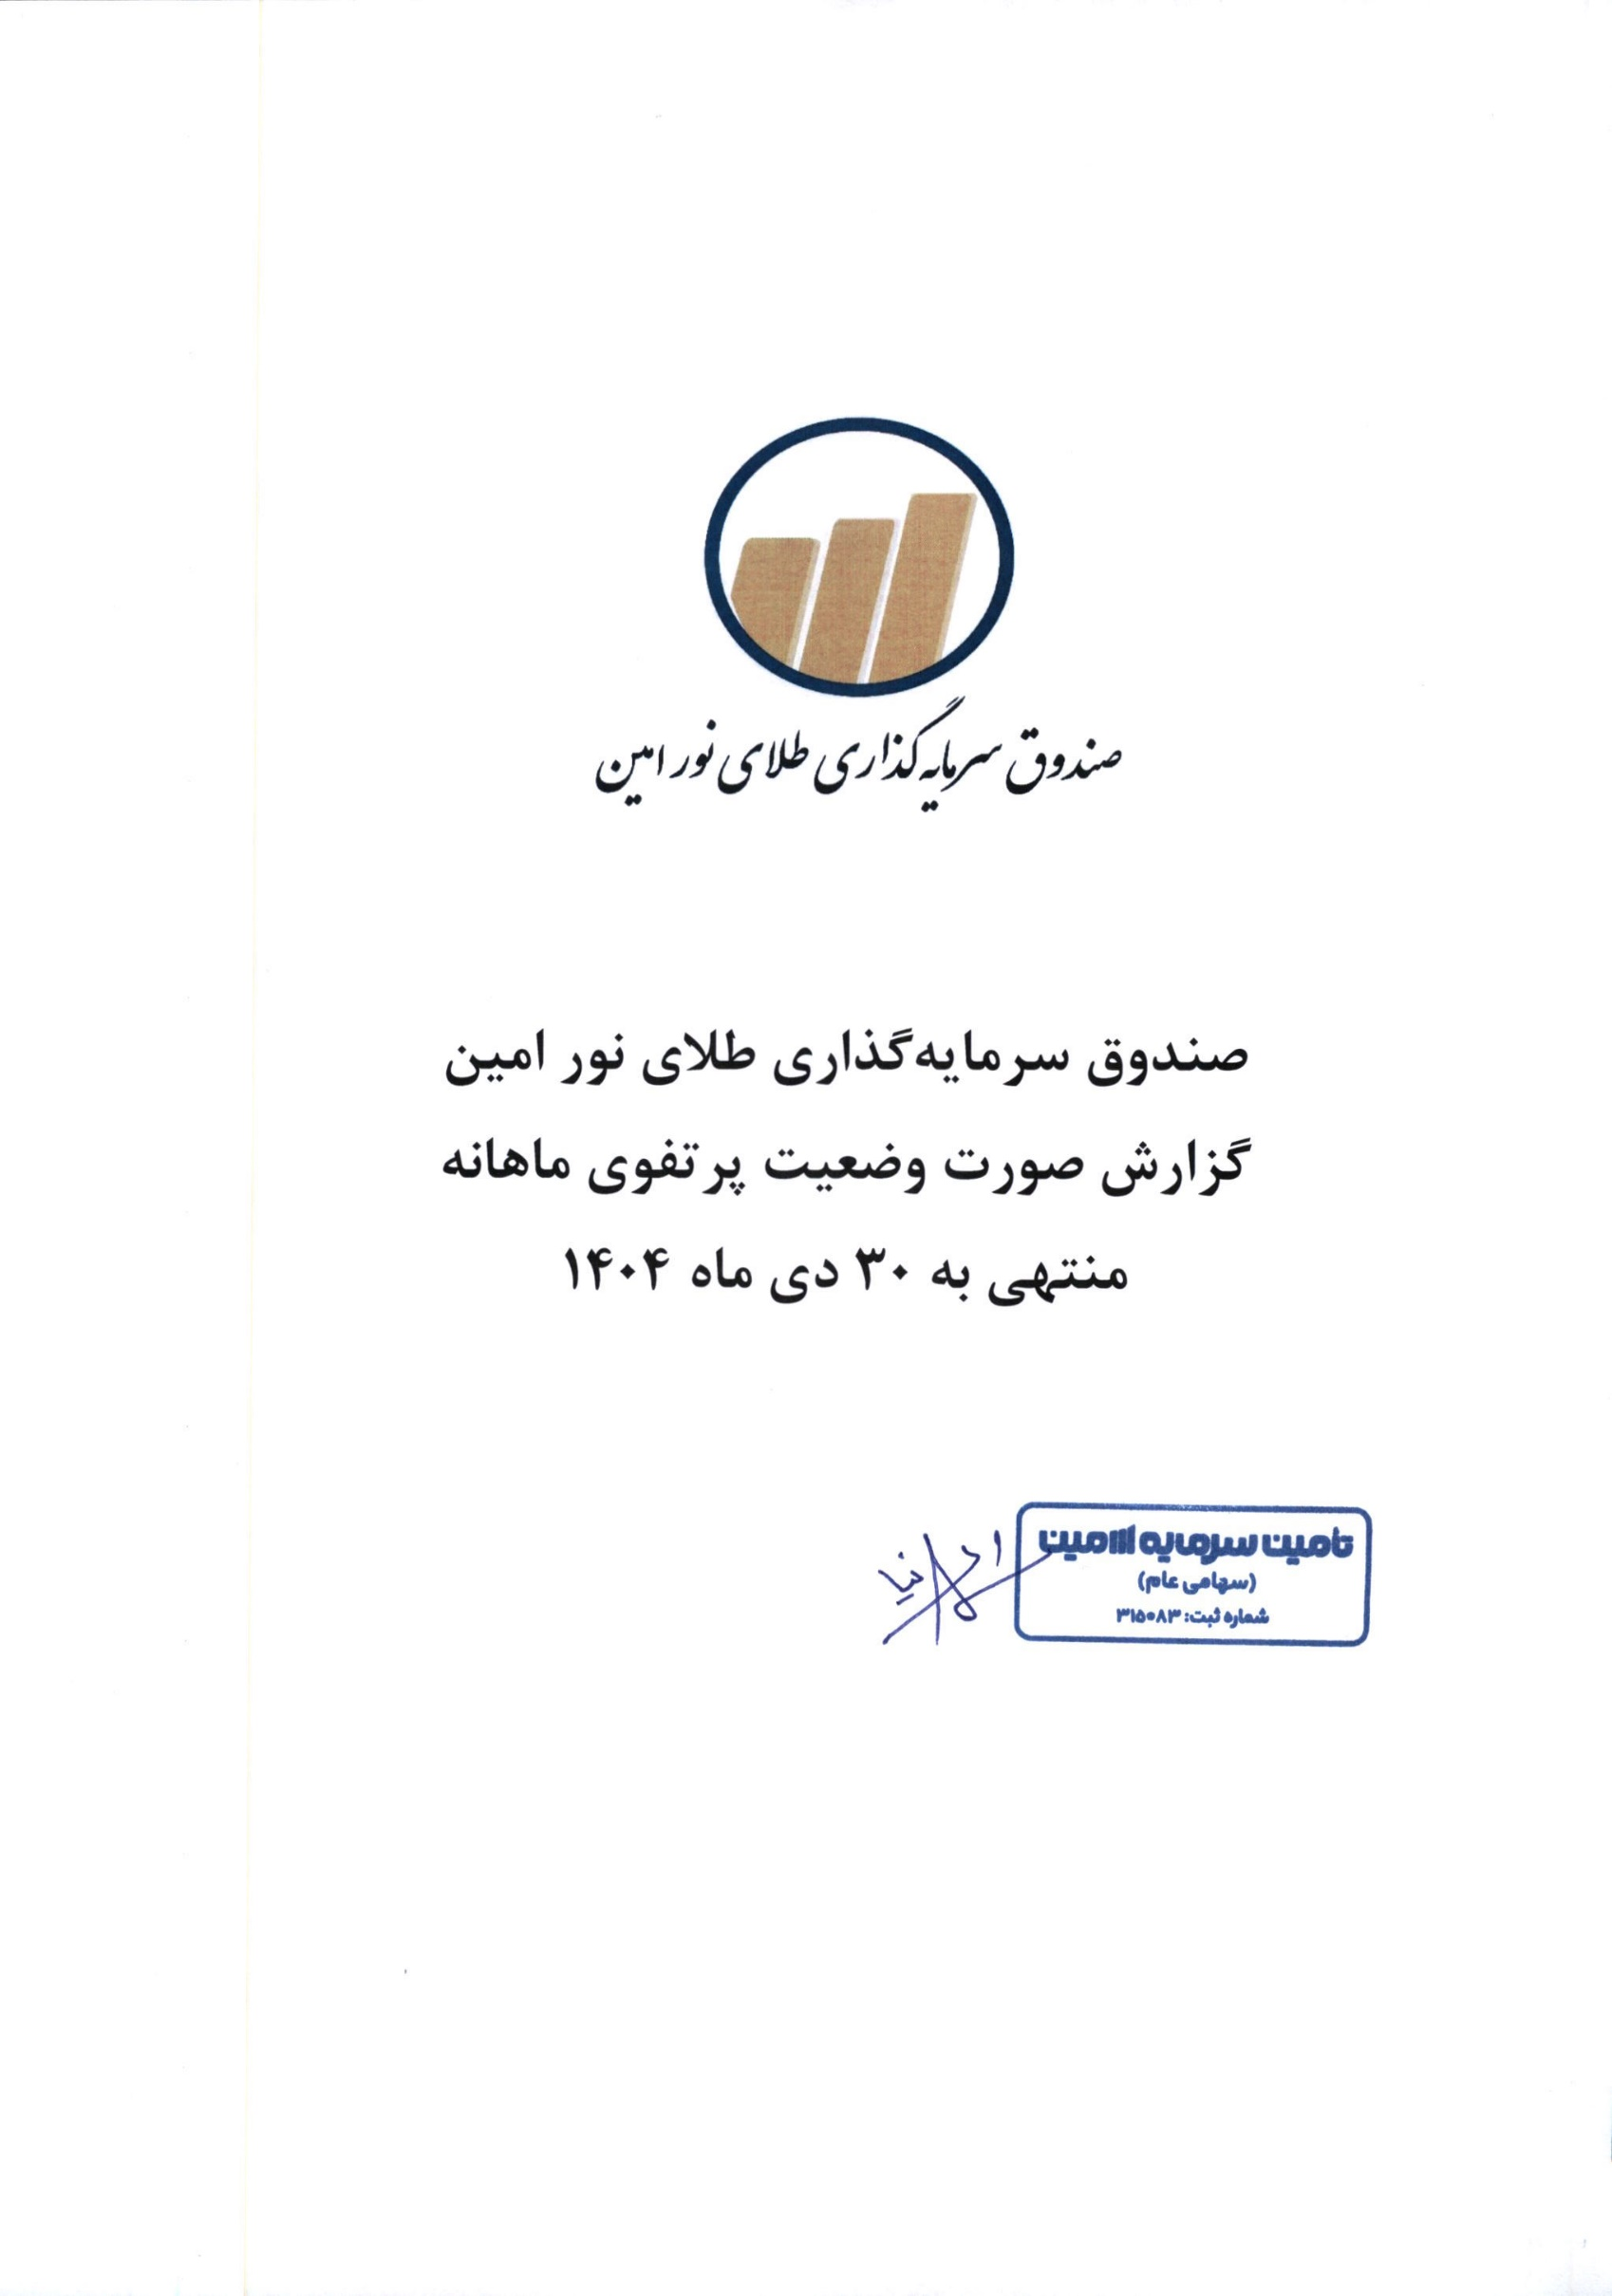 صندوق سرمایه گذاری طلای نور امین
صندوق سرمایه‌گذاری طلای نور امین
گزارش صورت وضعیت پرتفوی ماهانه
منتهی به ۳۰ دی ماه ۱۴۰۴
تامین سرمایه امین
(سهامی عام)
شماره ثبت: ۳۱۵۰۸۳